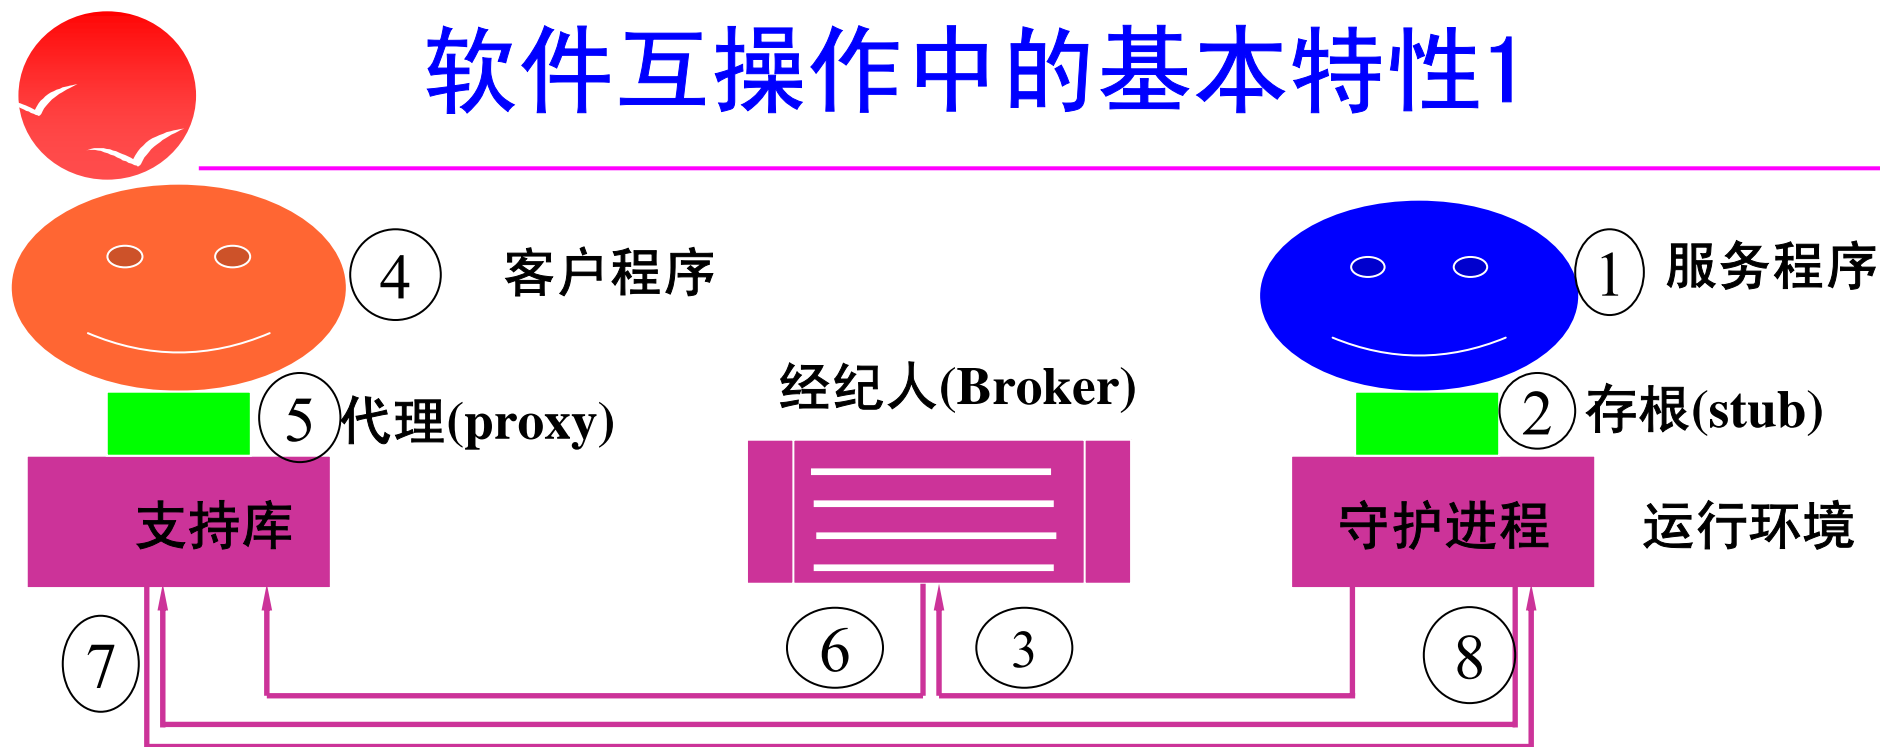 软件互操作中的基本特性1
④ 客户程序
① 服务程序
经纪人(Broker)
⑤ 代理(proxy)
② 存根(stub)
支持库
守护进程
运行环境
⑦
⑥
③
⑧